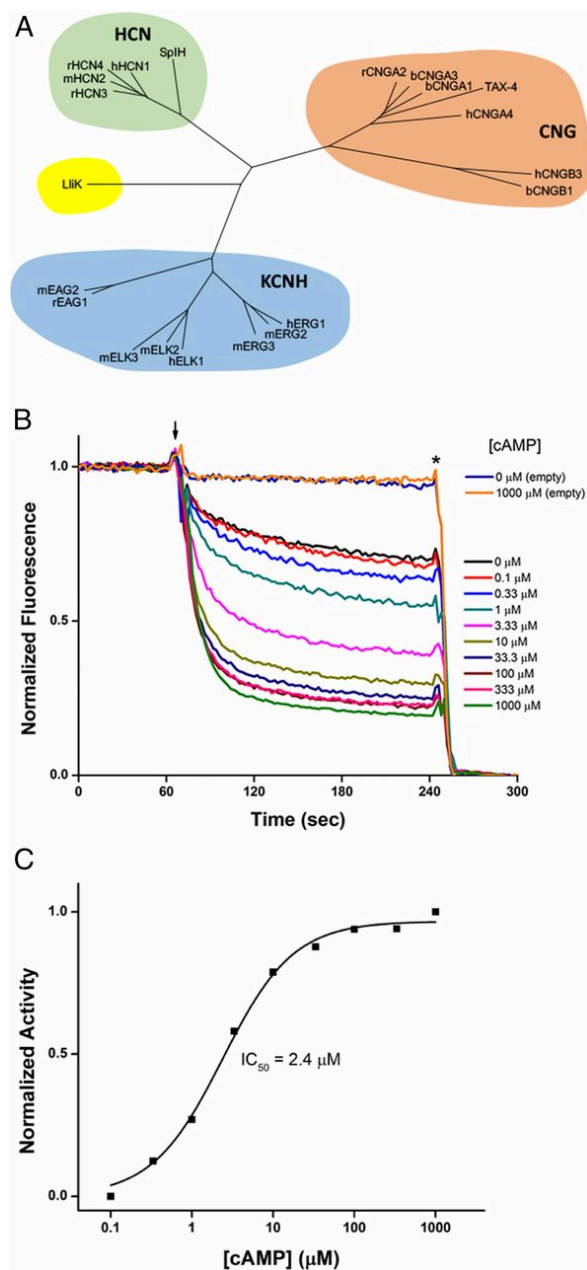 A
HCN
SpIH
rHCN4 hHCN1
mHCN2
rHCN3
rCNGA2 bCNGA3
bCNGA1 TAX-4
hCNGA4
CNG
hCNGB3
bCNGB1
LliK
KCNH
mEAG2
rEAG1
hERG1
mERG2
mERG3
mELK2
mELK3
hELK1
B
[cAMP]
*
0 μM (empty)
1000 μM (empty)
0 μM
0.1 μM
0.33 μM
1 μM
3.33 μM
10 μM
33.3 μM
100 μM
333 μM
1000 μM
Normalized Fluorescence
1.0
0.5
0.0
0 60 120 180 240 300
Time (sec)
C
Normalized Activity
1.0
0.5
0.0
IC50 = 2.4 μM
0.1 1 10 100 1000
[cAMP] (μM)